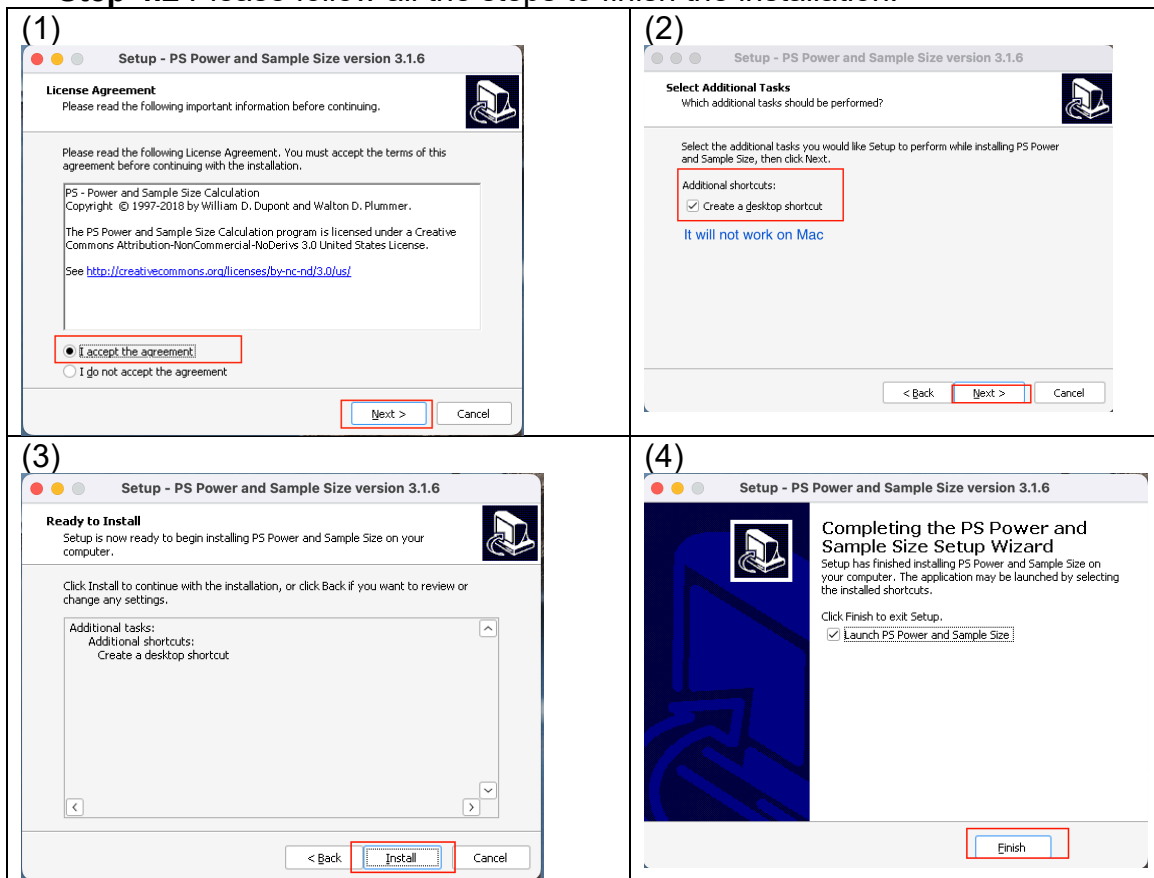 (1)
Setup - PS Power and Sample Size version 3.1.6
License Agreement
Please read the following important information before continuing.
Please read the following License Agreement. You must accept the terms of this
agreement before continuing with the installation.
PS - Power and Sample Size Calculation
Copyright © 1997-2018 by William D. Dupont and Walton D. Plummer.
The PS Power and Sample Size Calculation program is licensed under a Creative
Commons Attribution-NonCommercial-NoDerivs 3.0 United States License.
See http://creativecommons.org/licenses/by-nc-nd/3.0/us/
I accept the agreement
I do not accept the agreement
Next >
Cancel
(2)
Setup - PS Power and Sample Size version 3.1.6
Select Additional Tasks
Which additional tasks should be performed?
Select the additional tasks you would like Setup to perform while installing PS Power
and Sample Size, then click Next.
Additional shortcuts:
Create a desktop shortcut
It will not work on Mac
< Back
Next >
Cancel
(3)
Setup - PS Power and Sample Size version 3.1.6
Ready to Install
Setup is now ready to begin installing PS Power and Sample Size on your
computer.
Click Install to continue with the installation, or click Back if you want to review or
change any settings.
Additional tasks:
Additional shortcuts:
Create a desktop shortcut
< Back
Install
Cancel
(4)
Setup - PS Power and Sample Size version 3.1.6
Completing the PS Power and
Sample Size Setup Wizard
Setup has finished installing PS Power and Sample Size on
your computer. The application may be launched by selecting
the installed shortcuts.
Click Finish to exit Setup.
Launch PS Power and Sample Size
Finish